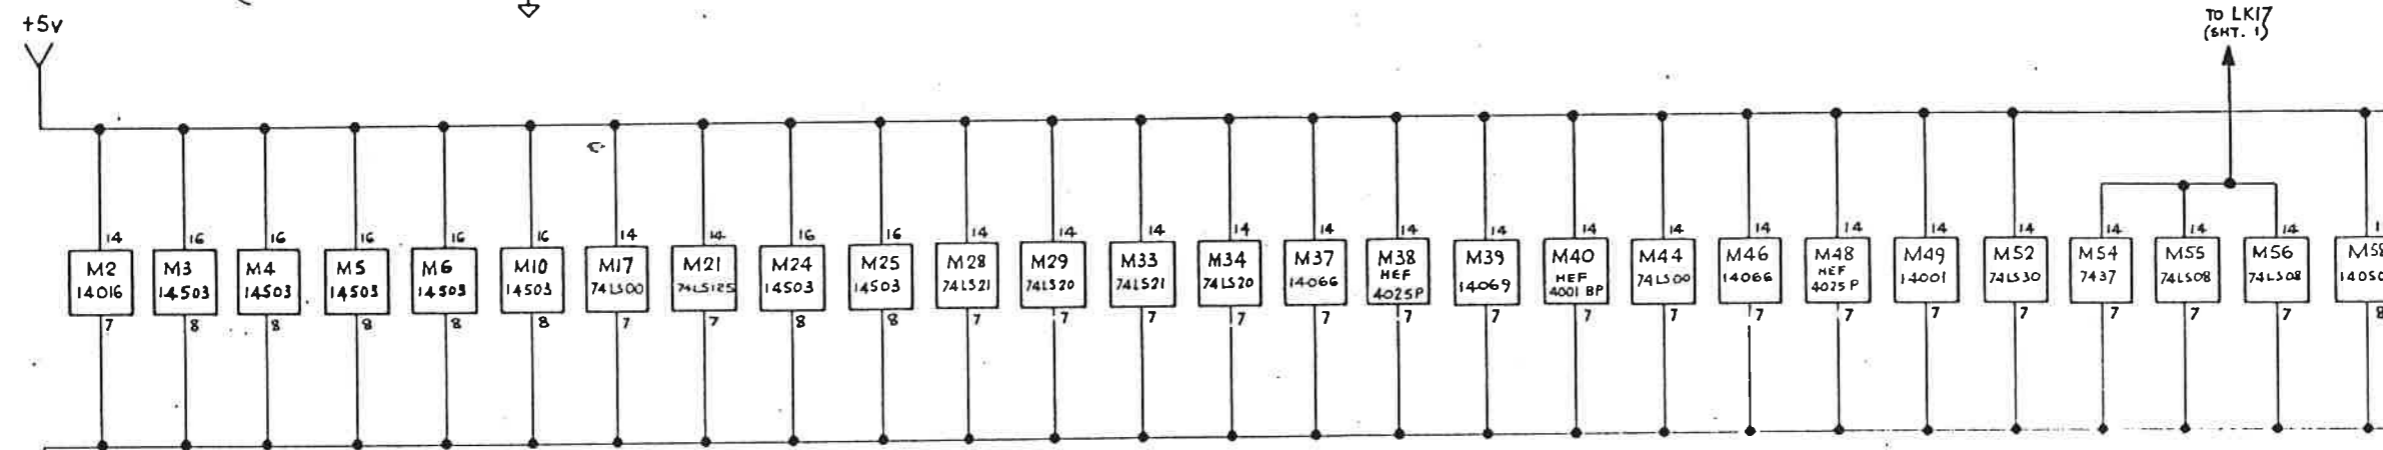 +5v
TO LK17
(SHT. 1)
14 16 16 16 16 16 14 14 16 16 14 14 14 14 14 14 14 14 14 14 14 14 14 14 14 14
M2
14016
7
M3
14503
8
M4
14503
8
M5
14503
8
M6
14503
8
M10
14503
8
M17
74LS00
7
M21
74LS125
7
M24
14503
8
M25
14503
8
M28
74LS21
7
M29
74LS20
7
M33
74LS21
7
M34
74LS20
7
M37
14066
7
M38
HEF
4025P
7
M39
14069
7
M40
HEF
4001 BP
7
M44
74LS00
7
M46
14066
7
M48
HEF
4025P
7
M49
14001
7
M52
74LS30
7
M54
7437
7
M55
74LS08
7
M56
74LS08
7
M58
8